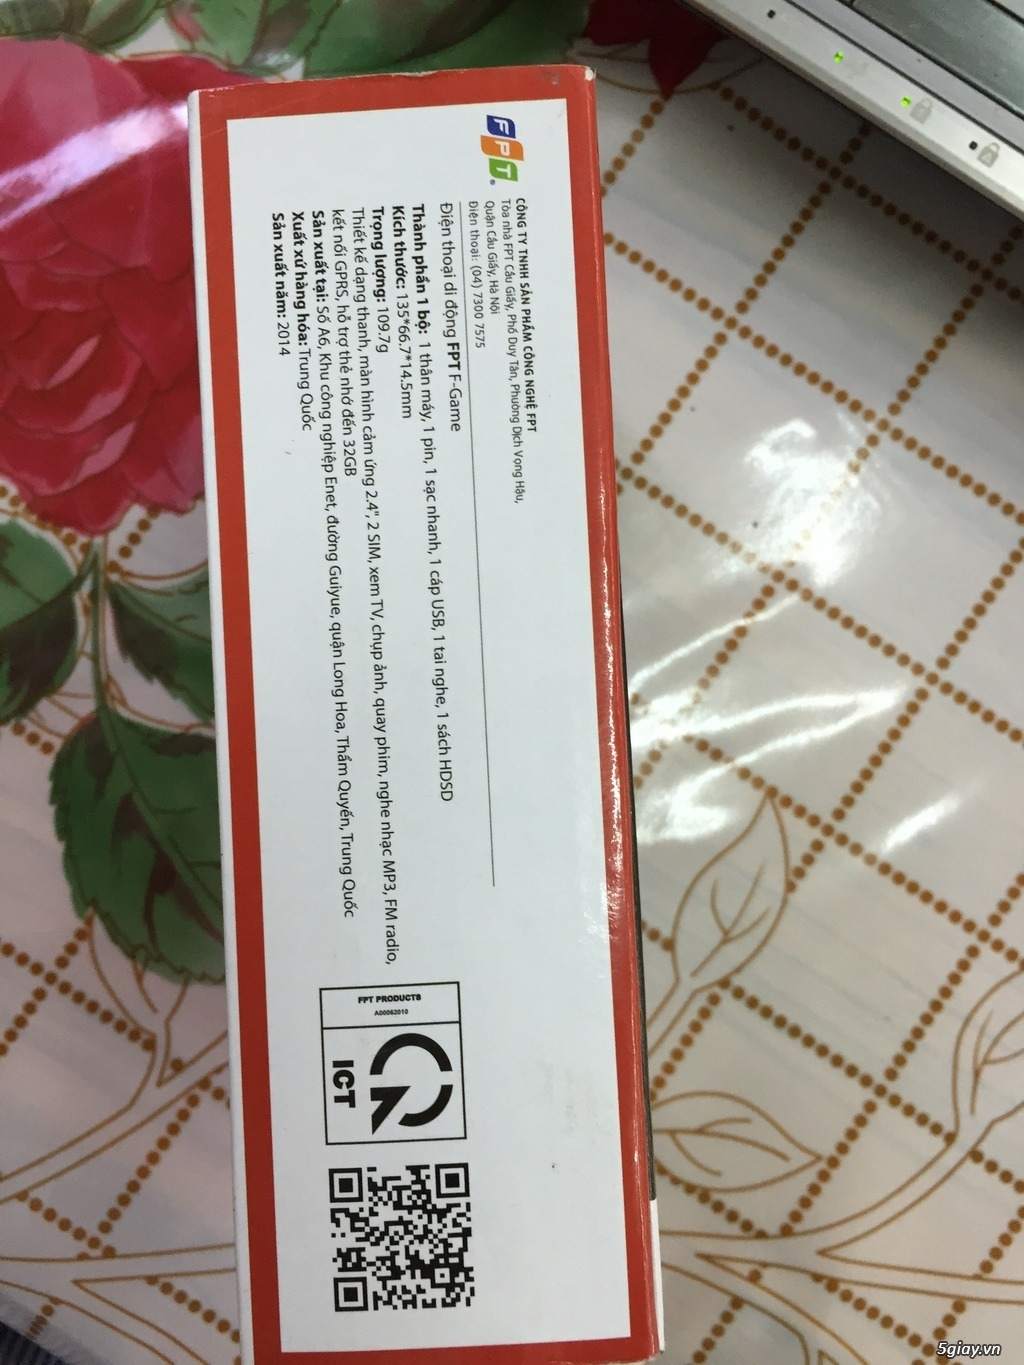 FPT
CÔNG TY TNHH SẢN PHẨM CÔNG NGHỆ FPT
Tòa nhà FPT Cầu Giấy, Phố Duy Tân, Phường Dịch Vọng Hậu,
Quận Cầu Giấy, Hà Nội
Điện thoại: (04) 7300 7575
Điện thoại di động FPT F-Game
Thành phần 1 bộ: 1 thân máy, 1 pin, 1 sạc nhanh, 1 cáp USB, 1 tai nghe, 1 sách HDSD
Kích thước: 135*66.7*14.5mm
Trọng lượng: 109.7g
Thiết kế dạng thanh, màn hình cảm ứng 2.4", 2 SIM, xem TV, chụp ảnh, quay phim, nghe nhạc MP3, FM radio,
kết nối GPRS, hỗ trợ thẻ nhớ đến 32GB
Sản xuất tại: Số A6, Khu công nghiệp Enet, đường Guiyue, quận Long Hoa, Thẩm Quyến, Trung Quốc
Xuất xứ hàng hóa: Trung Quốc
Sản xuất năm: 2014
FPT PRODUCTS
A00062010
ICT
5giay.vn